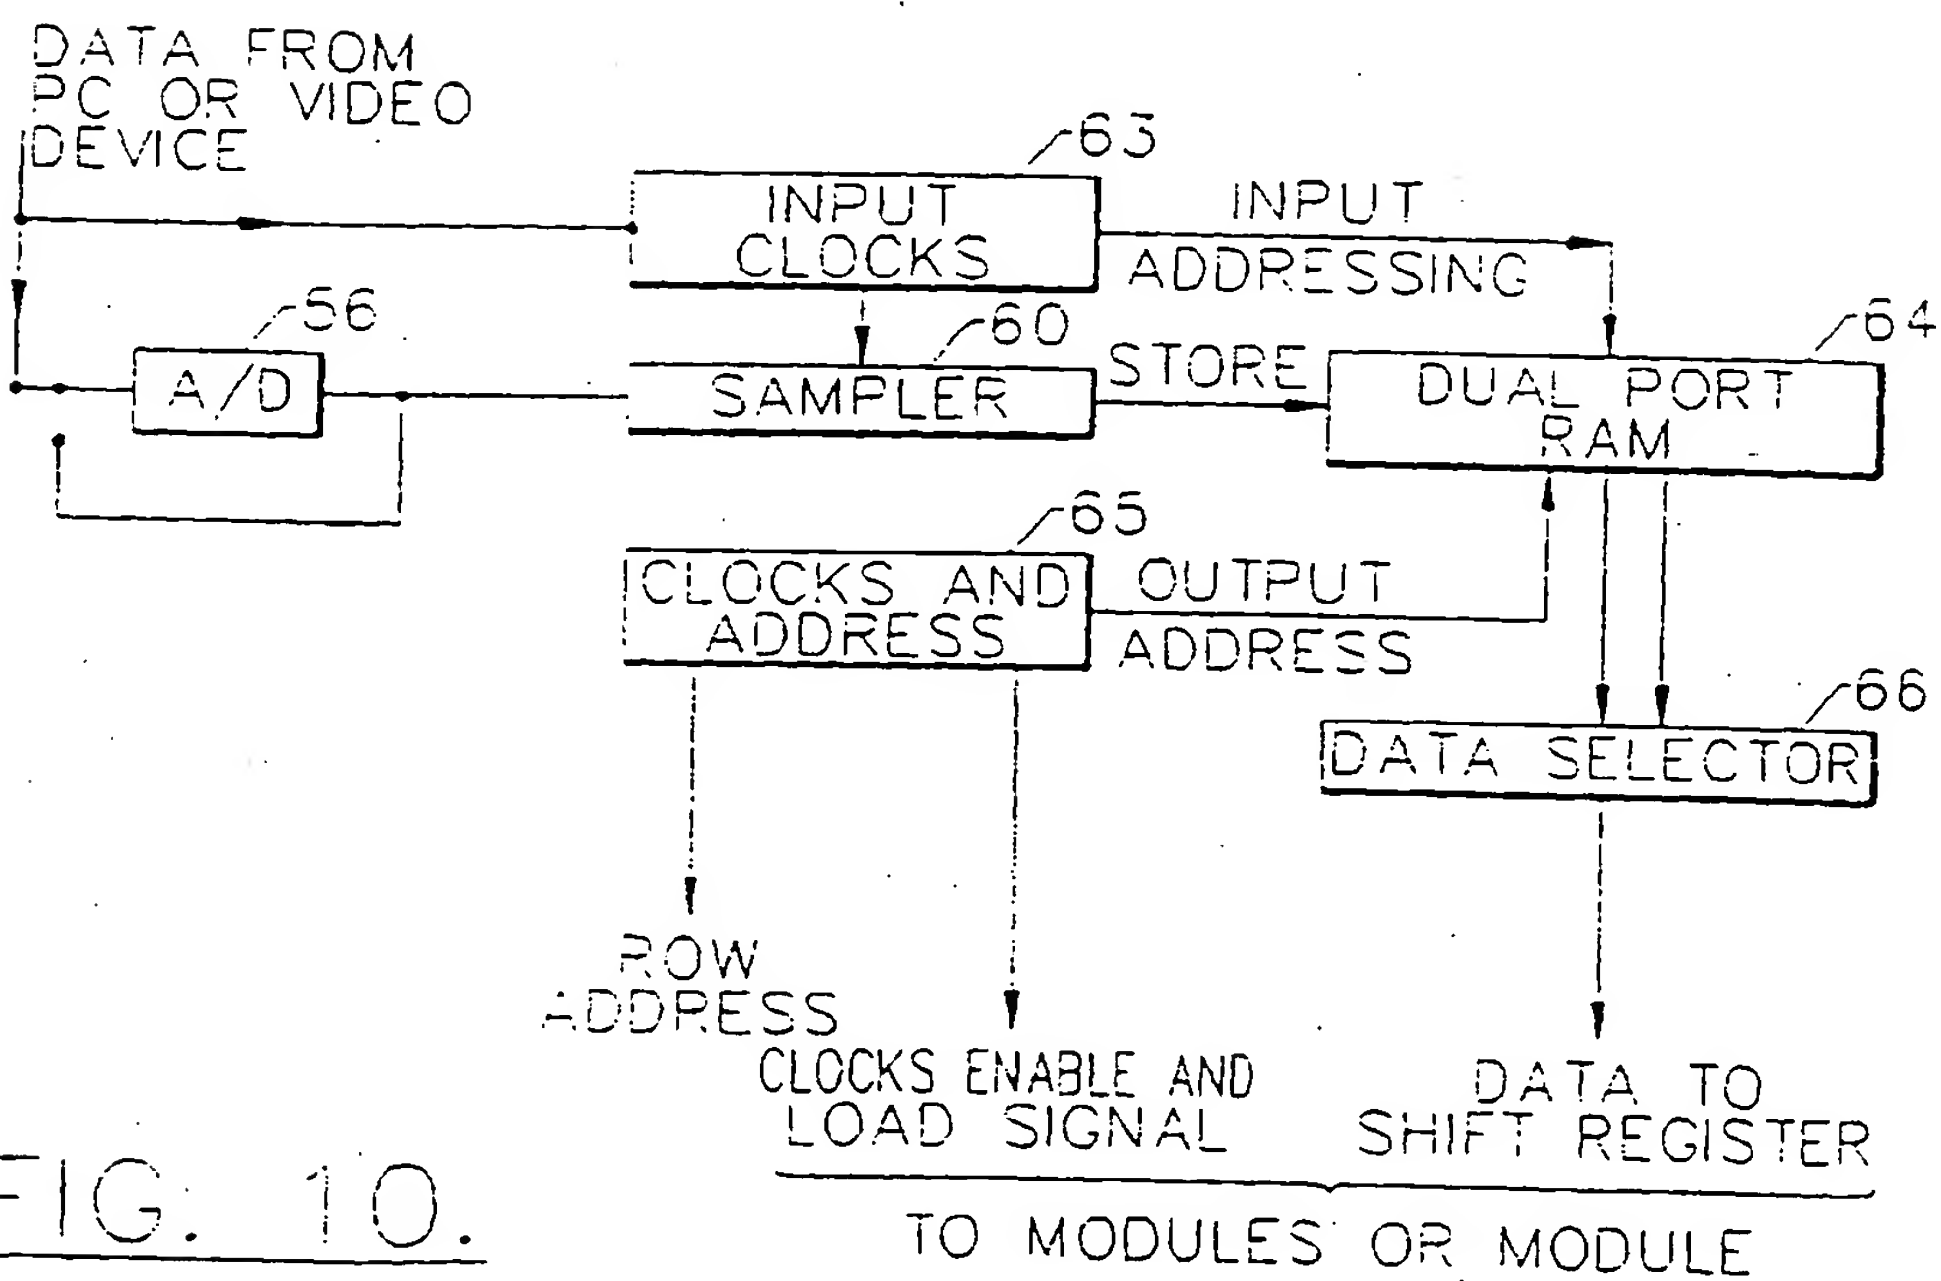 DATA FROM
PC OR VIDEO
DEVICE
63
INPUT
CLOCKS
INPUT
ADDRESSING
56
A/D
60
SAMPLER
STORE
64
DUAL PORT
RAM
65
CLOCKS AND
ADDRESS
OUTPUT
ADDRESS
66
DATA SELECTOR
ROW
ADDRESS
CLOCKS ENABLE AND
LOAD SIGNAL
DATA TO
SHIFT REGISTER
TO MODULES OR MODULE
FIG. 10.